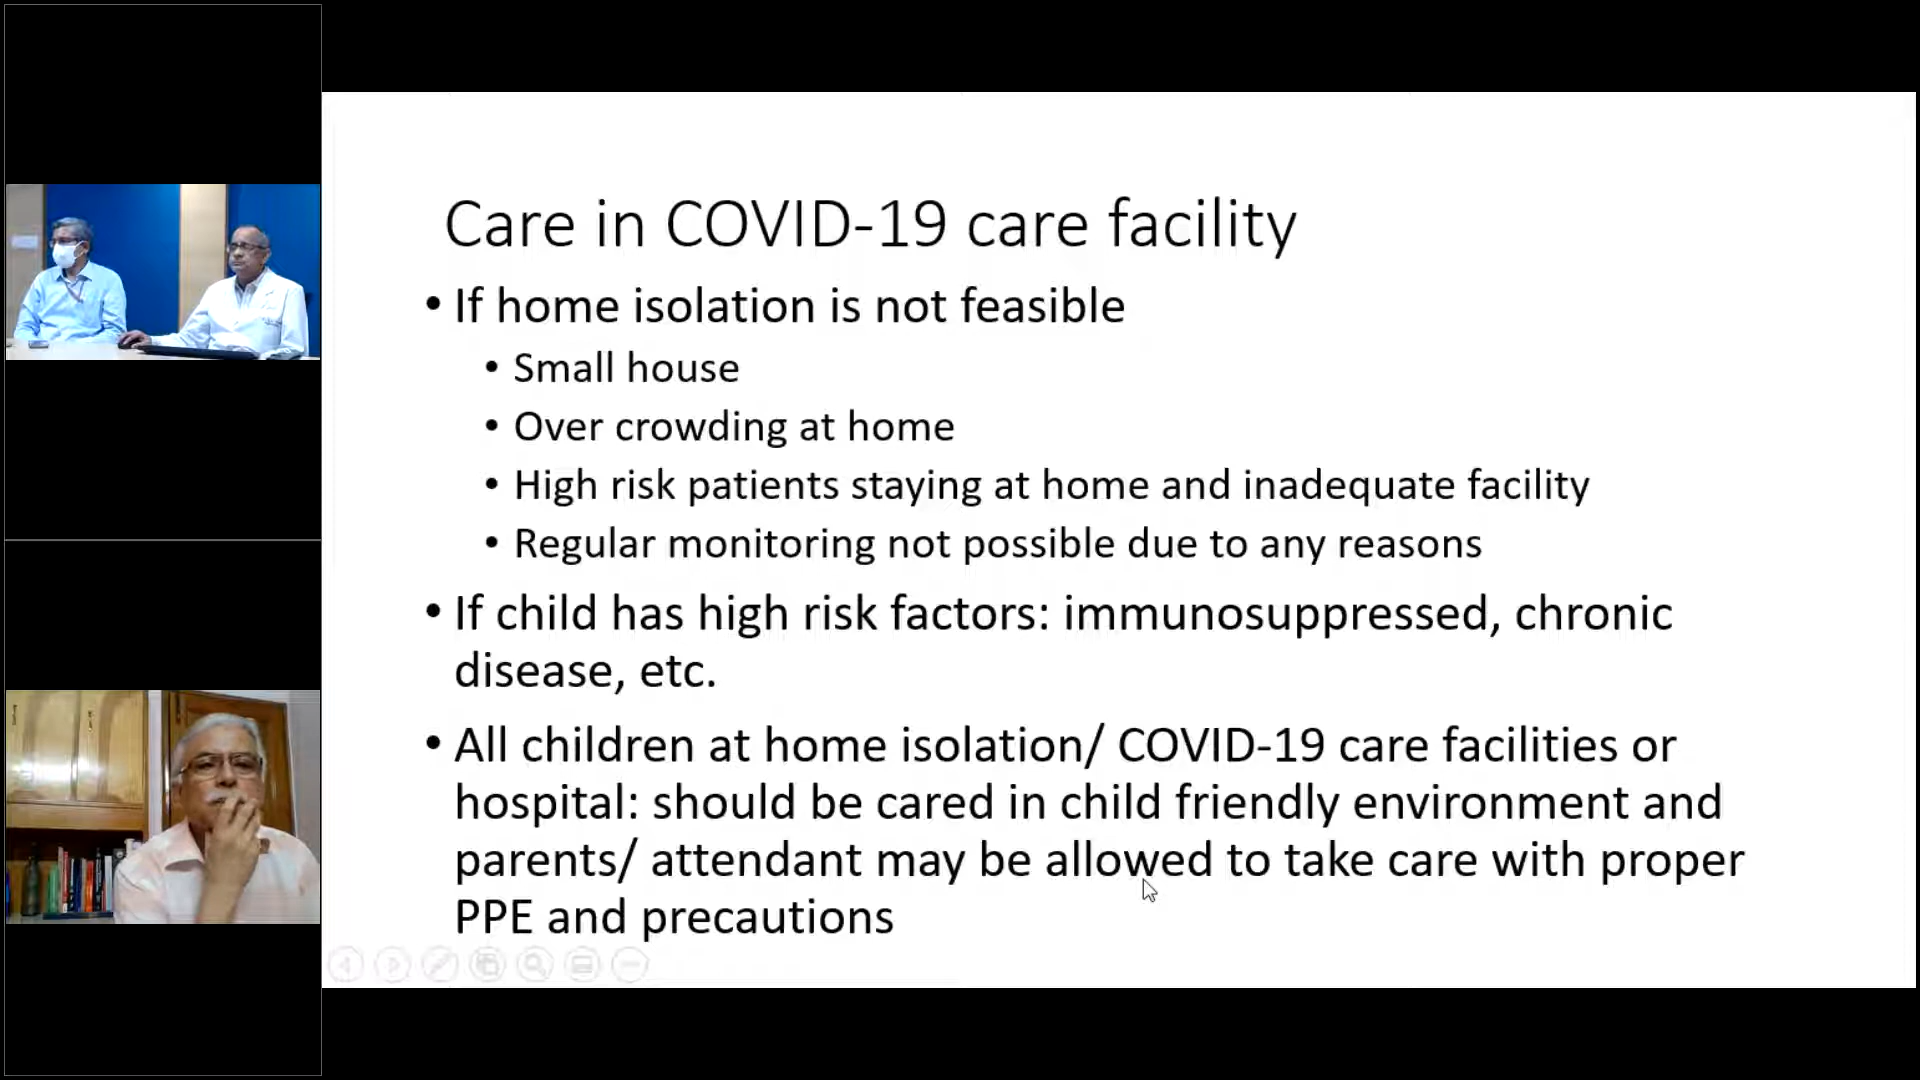 Care in COVID-19 care facility
• If home isolation is not feasible
• Small house
• Over crowding at home
• High risk patients staying at home and inadequate facility
• Regular monitoring not possible due to any reasons
• If child has high risk factors: immunosuppressed, chronic
disease, etc.
• All children at home isolation/ COVID-19 care facilities or
hospital: should be cared in child friendly environment and
parents/ attendant may be allowed to take care with proper
PPE and precautions